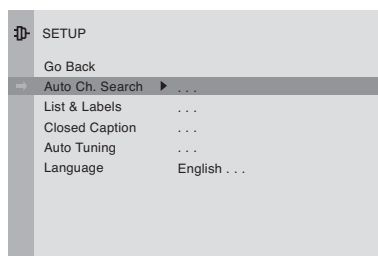 SETUP
Go Back
Auto Ch. Search ▶ . . .
List & Labels . . .
Closed Caption . . .
Auto Tuning . . .
Language English . . .